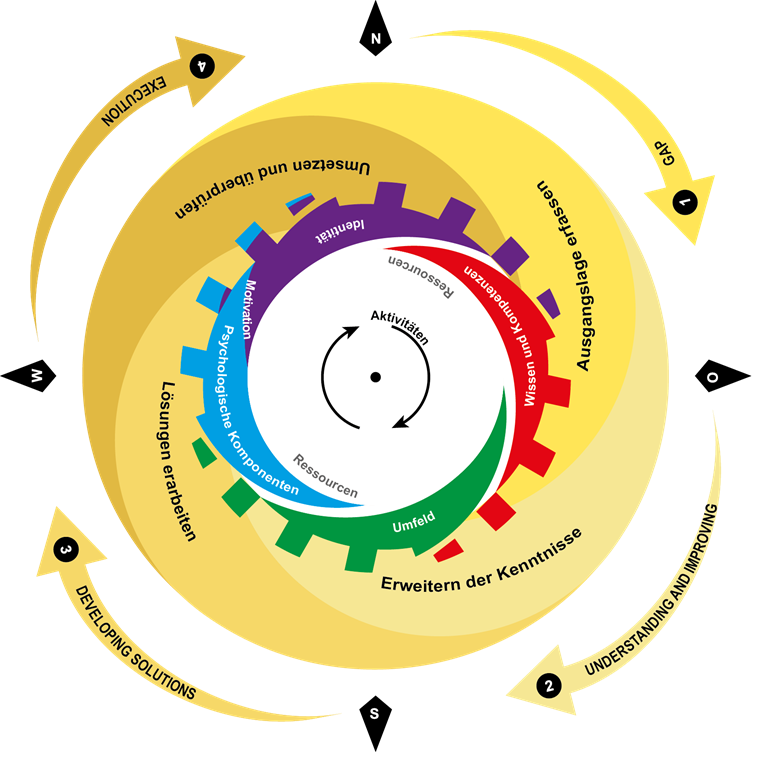 N
GAP
1
O
UNDERSTANDING AND IMPROVING
2
S
DEVELOPING SOLUTIONS
3
W
EXECUTION
4
Ausgangslage erfassen
Erweitern der Kenntnisse
Lösungen erarbeiten
Umsetzen und überprüfen
Identität
Wissen und Kompetenzen
Umfeld
Psychologische Komponenten
Motivation
Ressourcen
Ressourcen
Aktivitäten